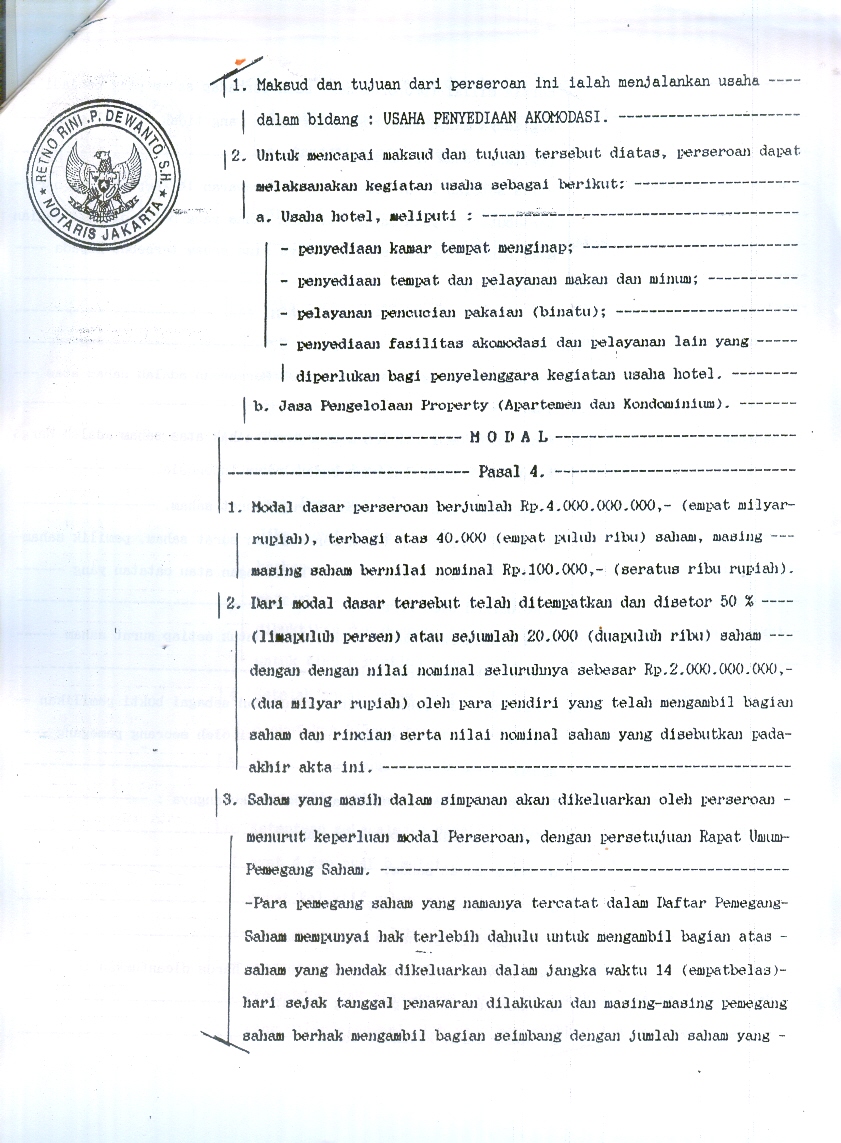 RETNO RINI .P. DEWANTO, S.H.
★ NOTARIS JAKARTA ★
1. Maksud dan tujuan dari perseroan ini ialah menjalankan usaha ----
dalam bidang : USAHA PENYEDIAAN AKOMODASI. ---------------------
2. Untuk mencapai maksud dan tujuan tersebut diatas, perseroan dapat
melaksanakan kegiatan usaha sebagai berikut: -------------------
a. Usaha hotel, meliputi : ------------------------------------
- penyediaan kamar tempat menginap; -------------------------
- penyediaan tempat dan pelayanan makan dan minum; -----------
- pelayanan pencucian pakaian (binatu); ----------------------
- penyediaan fasilitas akomodasi dan pelayanan lain yang -----
diperlukan bagi penyelenggara kegiatan usaha hotel. --------
b. Jasa Pengelolaan Property (Apartemen dan Kondominium). -------
--------------------------- M O D A L ----------------------------
---------------------------- Pasal 4. ----------------------------
1. Modal dasar perseroan berjumlah Rp.4.000.000.000,- (empat milyar-
rupiah), terbagi atas 40.000 (empat puluh ribu) saham, masing ---
masing saham bernilai nominal Rp.100.000,- (seratus ribu rupiah).
2. Dari modal dasar tersebut telah ditempatkan dan disetor 50 % ----
(limapuluh persen) atau sejumlah 20.000 (duapuluh ribu) saham ---
dengan dengan nilai nominal seluruhnya sebesar Rp.2.000.000.000,-
(dua milyar rupiah) oleh para pendiri yang telah mengambil bagian
saham dan rincian serta nilai nominal saham yang disebutkan pada-
akhir akta ini. ------------------------------------------------
3. Saham yang masih dalam simpanan akan dikeluarkan oleh perseroan -
menurut keperluan modal Perseroan, dengan persetujuan Rapat Umum-
Pemegang Saham. ------------------------------------------------
-Para pemegang saham yang namanya tercatat dalam Daftar Pemegang-
Saham mempunyai hak terlebih dahulu untuk mengambil bagian atas -
saham yang hendak dikeluarkan dalam jangka waktu 14 (empatbelas)-
hari sejak tanggal penawaran dilakukan dan masing-masing pemegang
saham berhak mengambil bagian seimbang dengan jumlah saham yang -